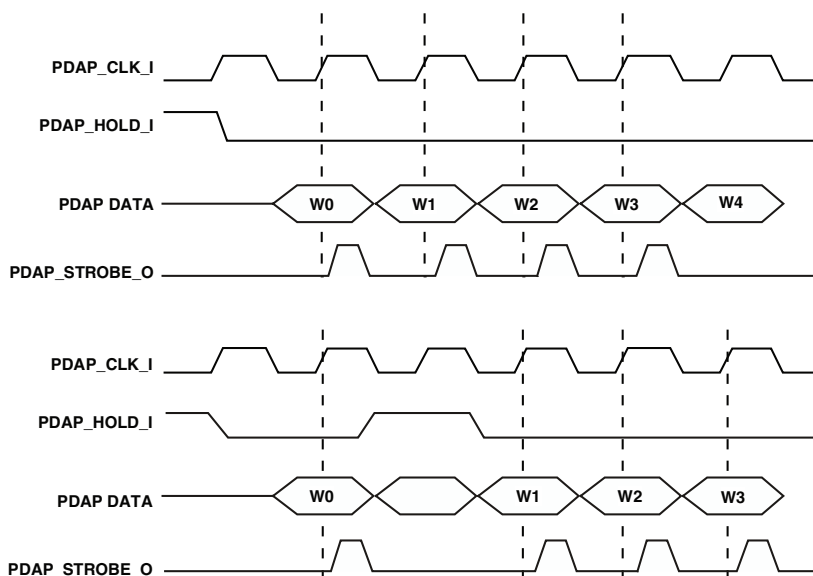 PDAP_CLK_I
PDAP_HOLD_I
PDAP DATA
W0 W1 W2 W3 W4
PDAP_STROBE_O
PDAP_CLK_I
PDAP_HOLD_I
PDAP DATA
W0 W1 W2 W3
PDAP_STROBE_O